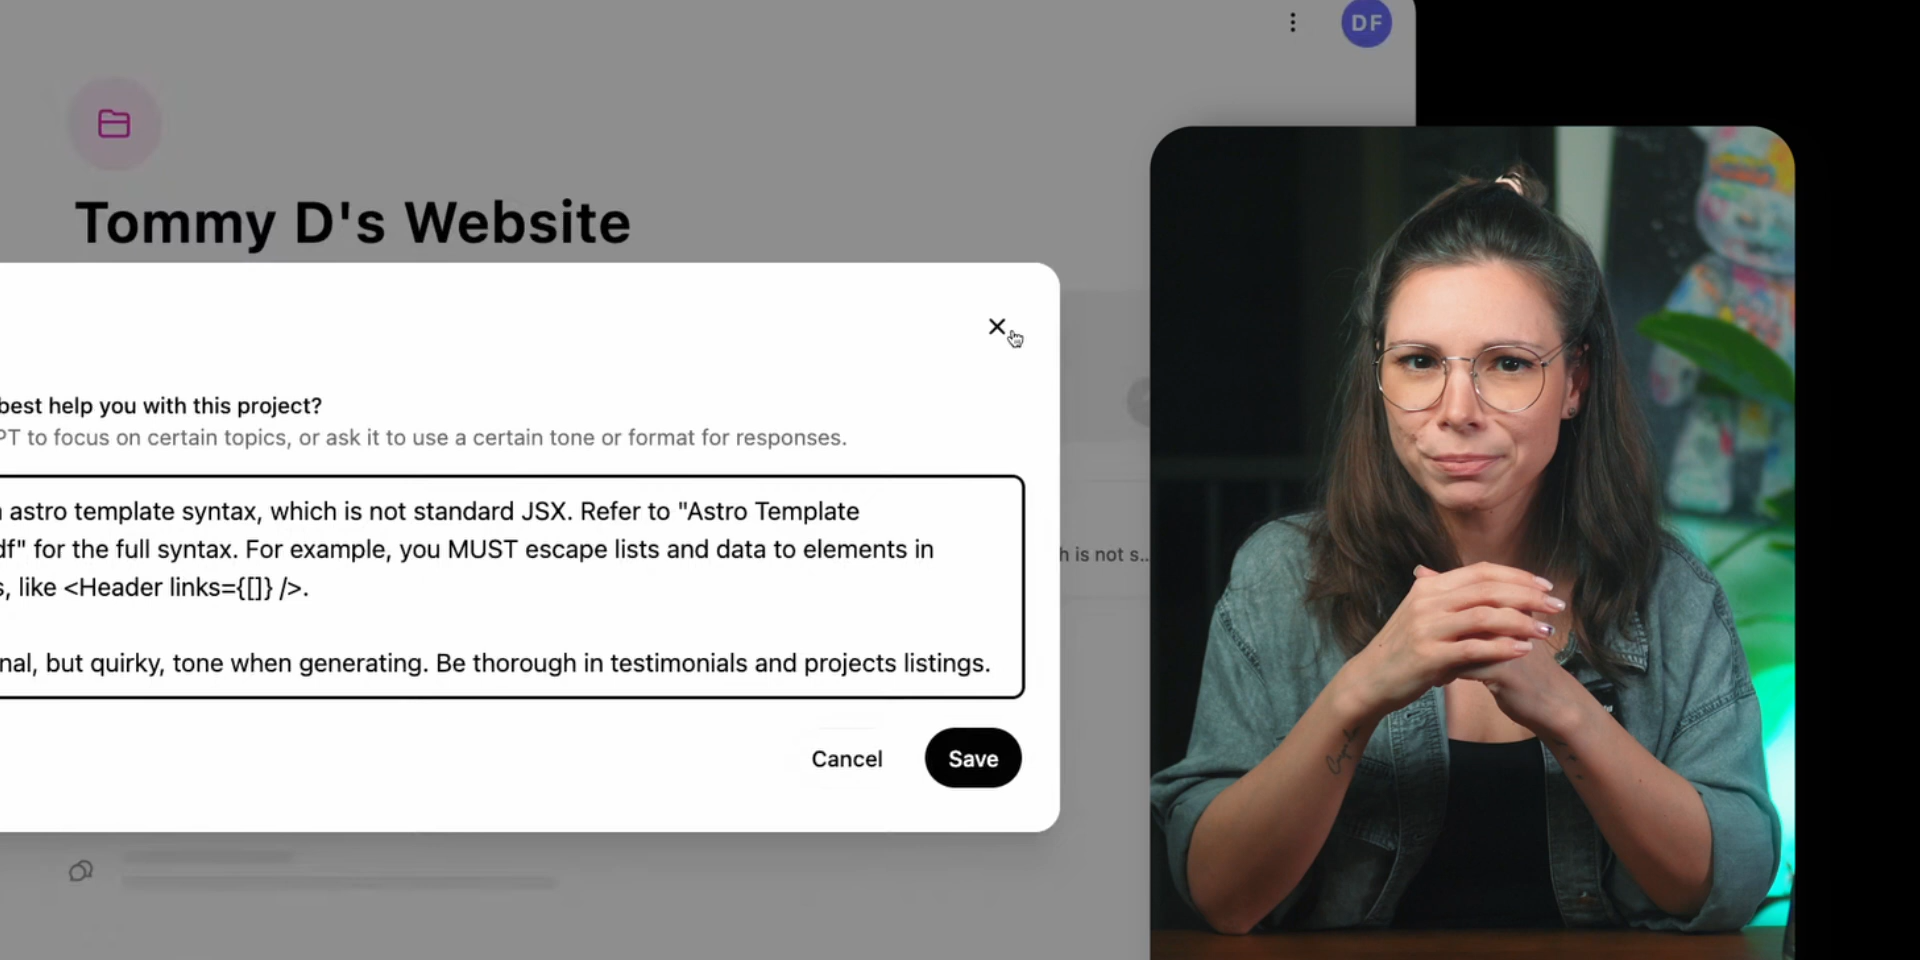 DF
Tommy D's Website
best help you with this project?
PT to focus on certain topics, or ask it to use a certain tone or format for responses.
astro template syntax, which is not standard JSX. Refer to "Astro Template
df" for the full syntax. For example, you MUST escape lists and data to elements in
s, like <Header links={[]} />.
h is not s...
nal, but quirky, tone when generating. Be thorough in testimonials and projects listings.
Cancel
Save